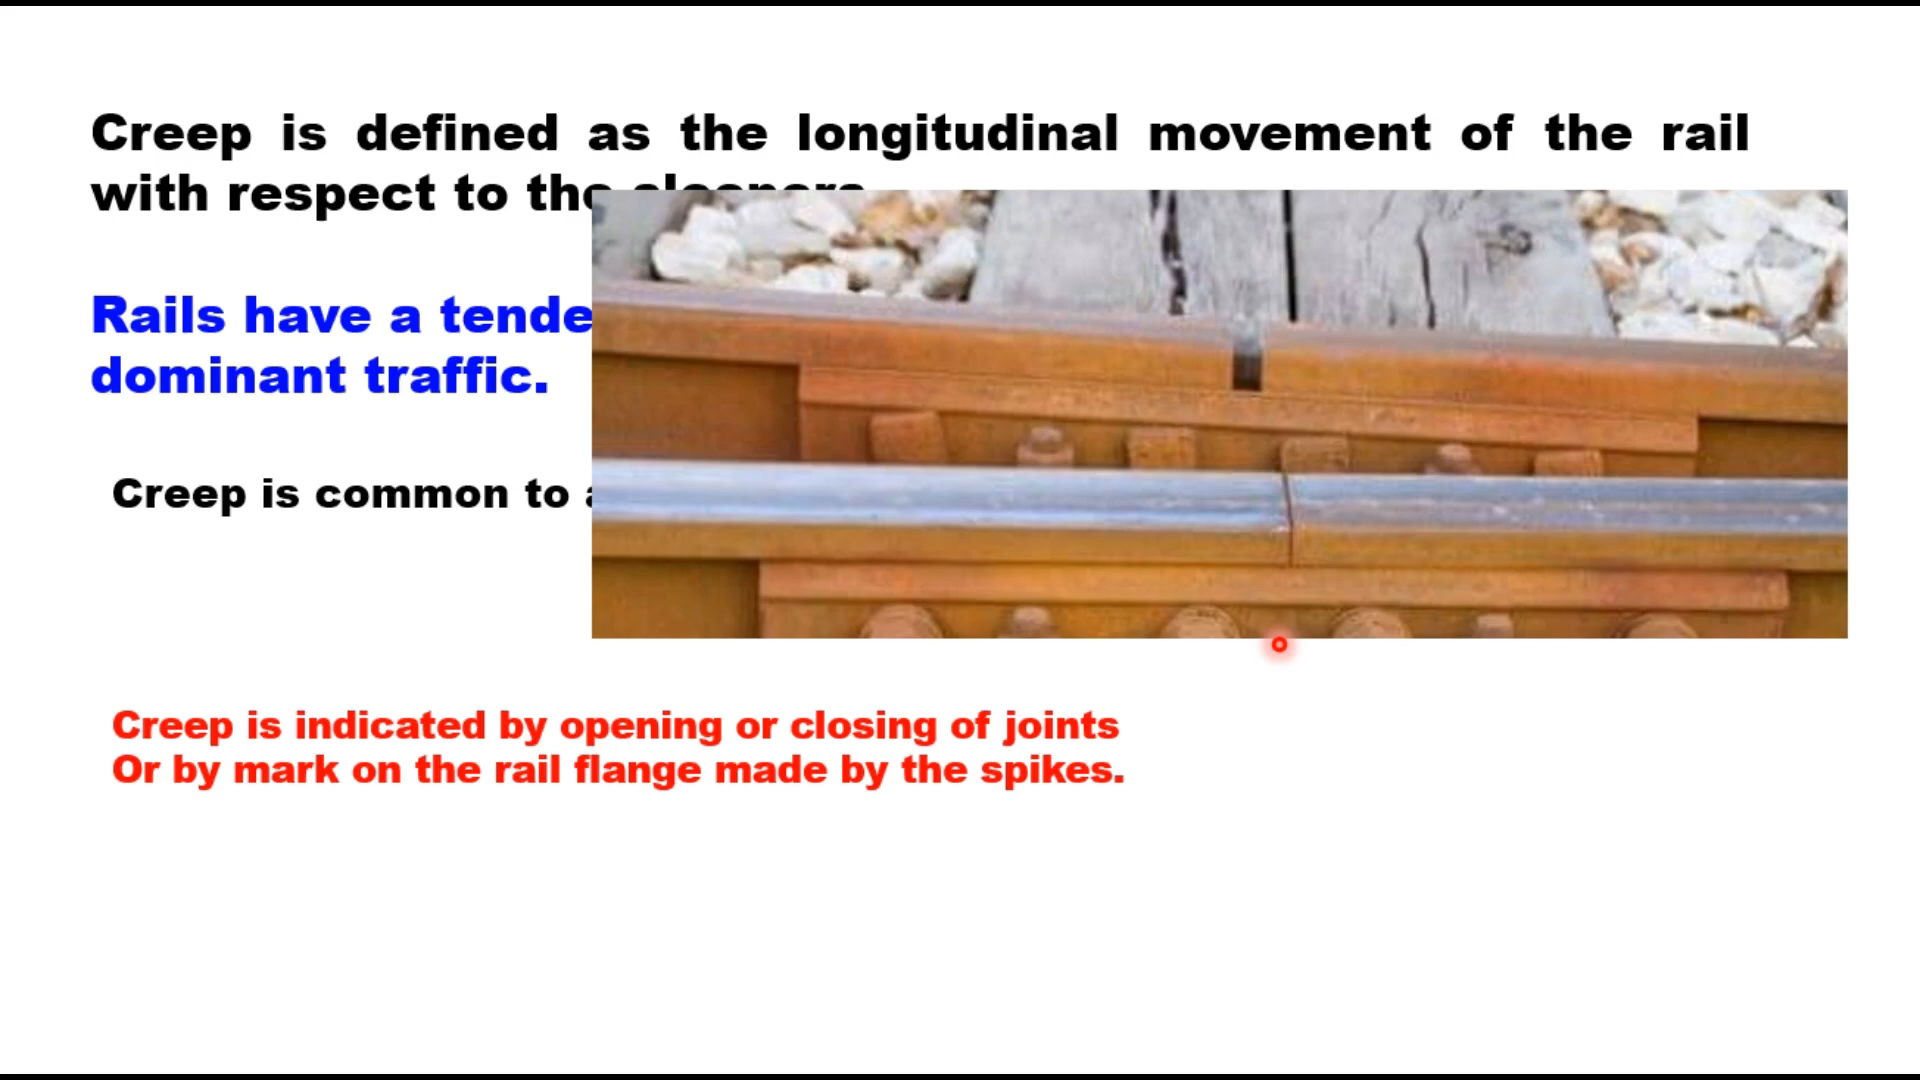 Creep is defined as the longitudinal movement of the rail
with respect to the sleepers
Rails have a tende
dominant traffic.
Creep is common to
Creep is indicated by opening or closing of joints
Or by mark on the rail flange made by the spikes.